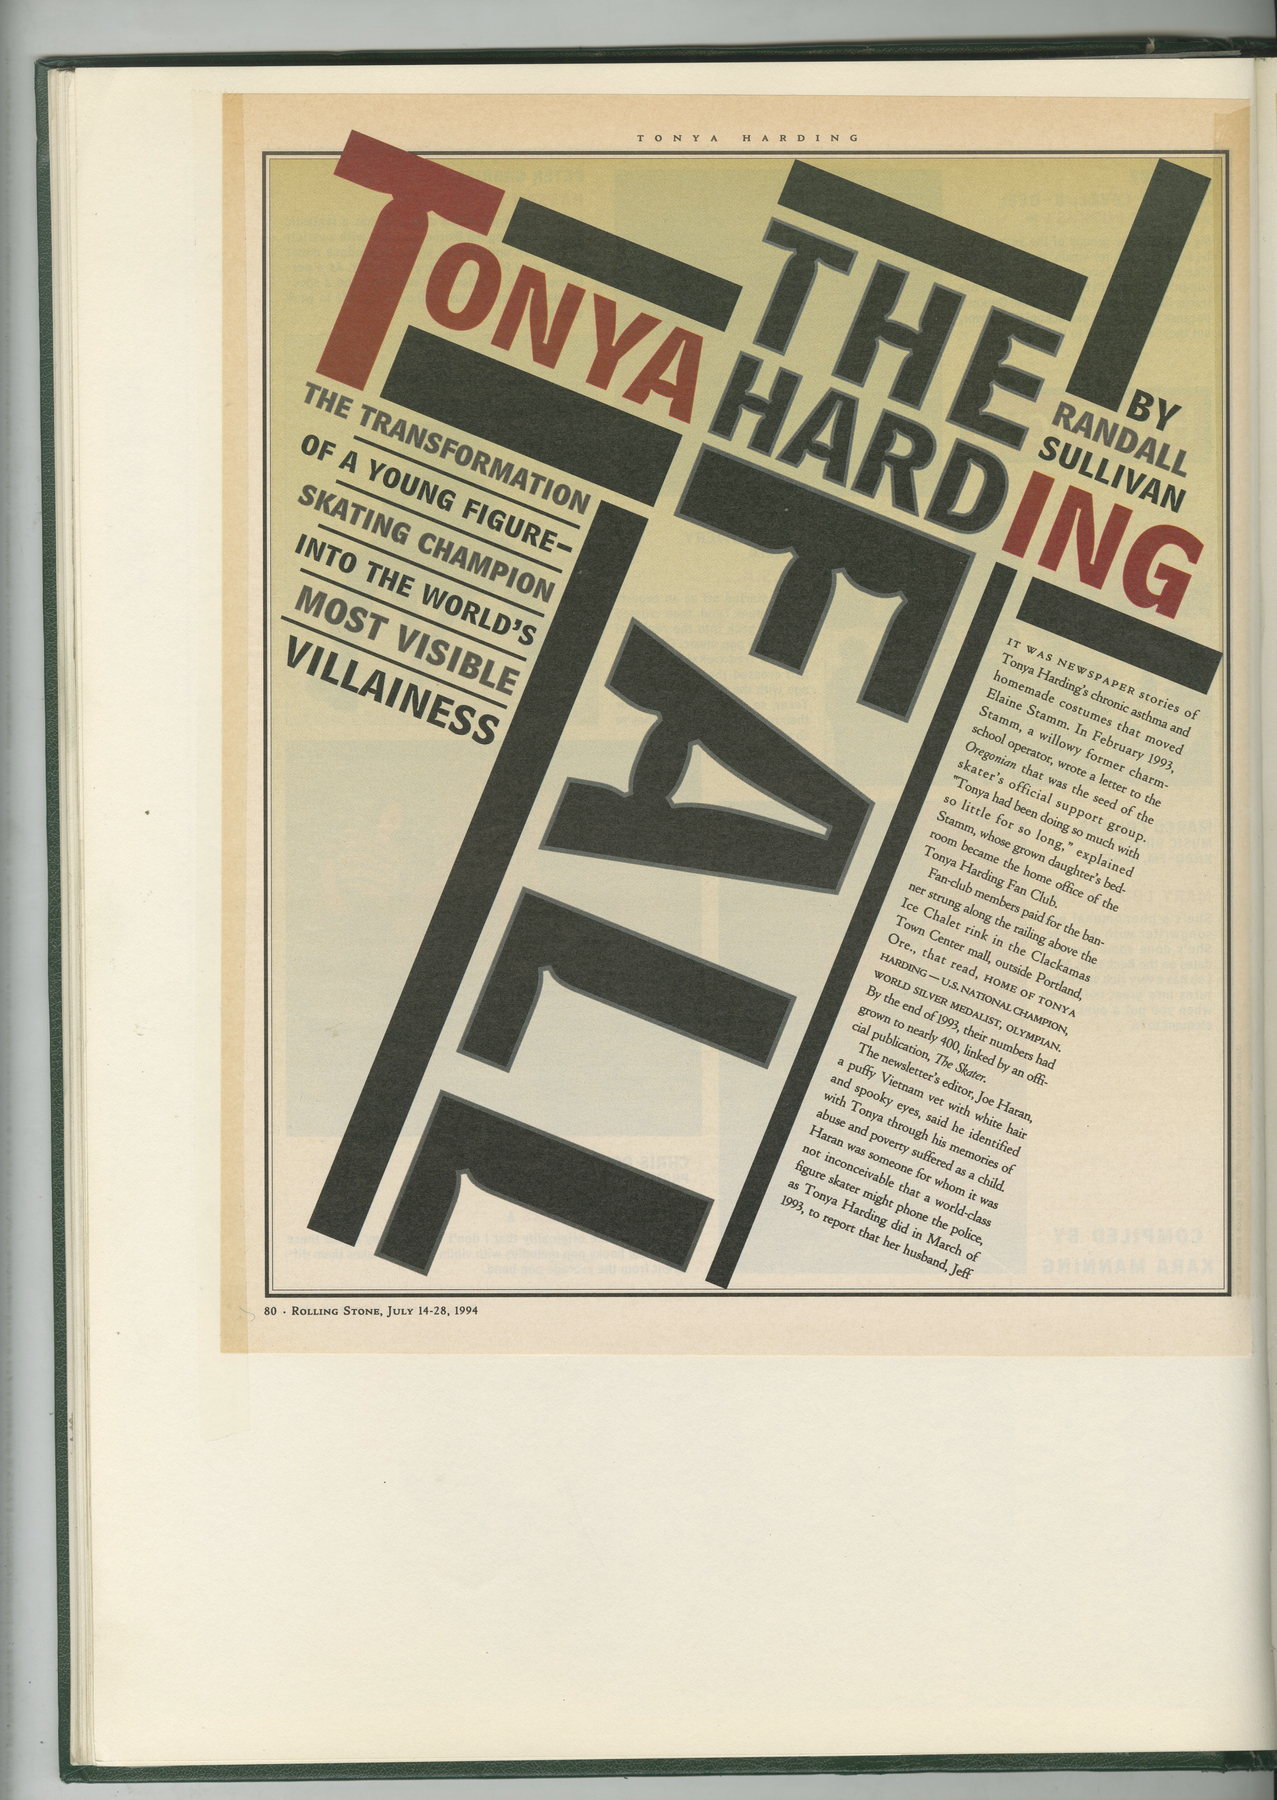 TONYA HARDING
TONYA
THE
HARDING
FALL
BY
RANDALL
SULLIVAN
THE TRANSFORMATION
OF A YOUNG FIGURE–
SKATING CHAMPION
INTO THE WORLD'S
MOST VISIBLE
VILLAINESS
IT WAS NEWSPAPER stories of
Tonya Harding's chronic asthma and
homemade costumes that moved
Elaine Stamm. In February 1993,
Stamm, a willowy former charm-
school operator, wrote a letter to the
Oregonian that was the seed of the
skater's official support group.
"Tonya had been doing so much with
so little for so long," explained
Stamm, whose grown daughter's bed-
room became the home office of the
Tonya Harding Fan Club.
Fan-club members paid for the ban-
ner strung along the railing above the
Ice Chalet rink in the Clackamas
Town Center mall, outside Portland,
Ore., that read, HOME OF TONYA
HARDING — U.S. NATIONAL CHAMPION,
WORLD SILVER MEDALIST, OLYMPIAN.
By the end of 1993, their numbers had
grown to nearly 400, linked by an offi-
cial publication, The Skater.
The newsletter's editor, Joe Haran,
a puffy Vietnam vet with white hair
and spooky eyes, said he identified
with Tonya through his memories of
abuse and poverty suffered as a child.
Haran was someone for whom it was
not inconceivable that a world-class
figure skater might phone the police,
as Tonya Harding did in March of
1993, to report that her husband, Jeff
80 · ROLLING STONE, JULY 14-28, 1994
COMPILED BY
KARA MANNING